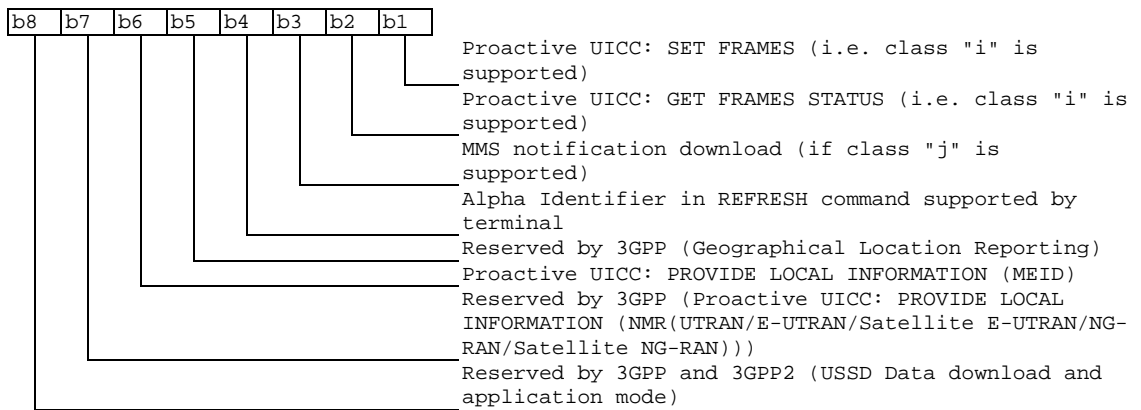 b8 b7 b6 b5 b4 b3 b2 b1
Proactive UICC: SET FRAMES (i.e. class "i" is
supported)
Proactive UICC: GET FRAMES STATUS (i.e. class "i" is
supported)
MMS notification download (if class "j" is
supported)
Alpha Identifier in REFRESH command supported by
terminal
Reserved by 3GPP (Geographical Location Reporting)
Proactive UICC: PROVIDE LOCAL INFORMATION (MEID)
Reserved by 3GPP (Proactive UICC: PROVIDE LOCAL
INFORMATION (NMR(UTRAN/E-UTRAN/Satellite E-UTRAN/NG-
RAN/Satellite NG-RAN)))
Reserved by 3GPP and 3GPP2 (USSD Data download and
application mode)